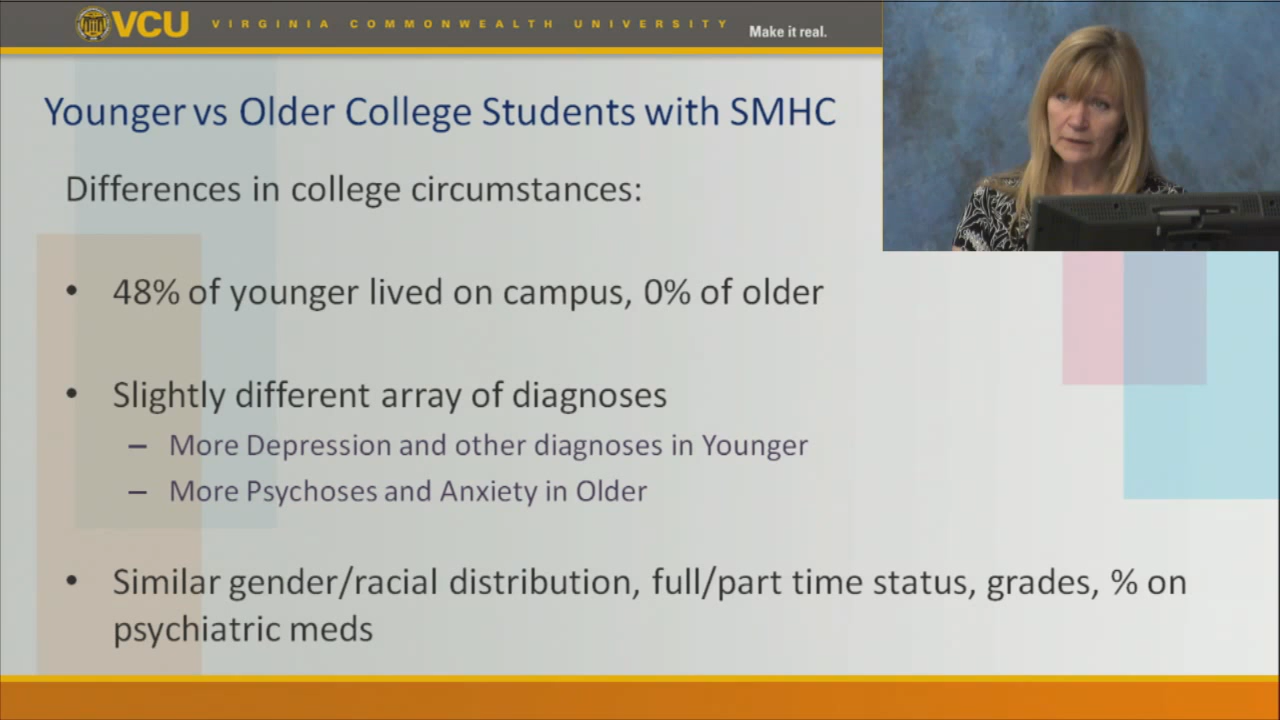 VCU VIRGINIA COMMONWEALTH UNIVERSITY Make it real.
Younger vs Older College Students with SMHC
Differences in college circumstances:
• 48% of younger lived on campus, 0% of older
• Slightly different array of diagnoses
– More Depression and other diagnoses in Younger
– More Psychoses and Anxiety in Older
• Similar gender/racial distribution, full/part time status, grades, % on
psychiatric meds